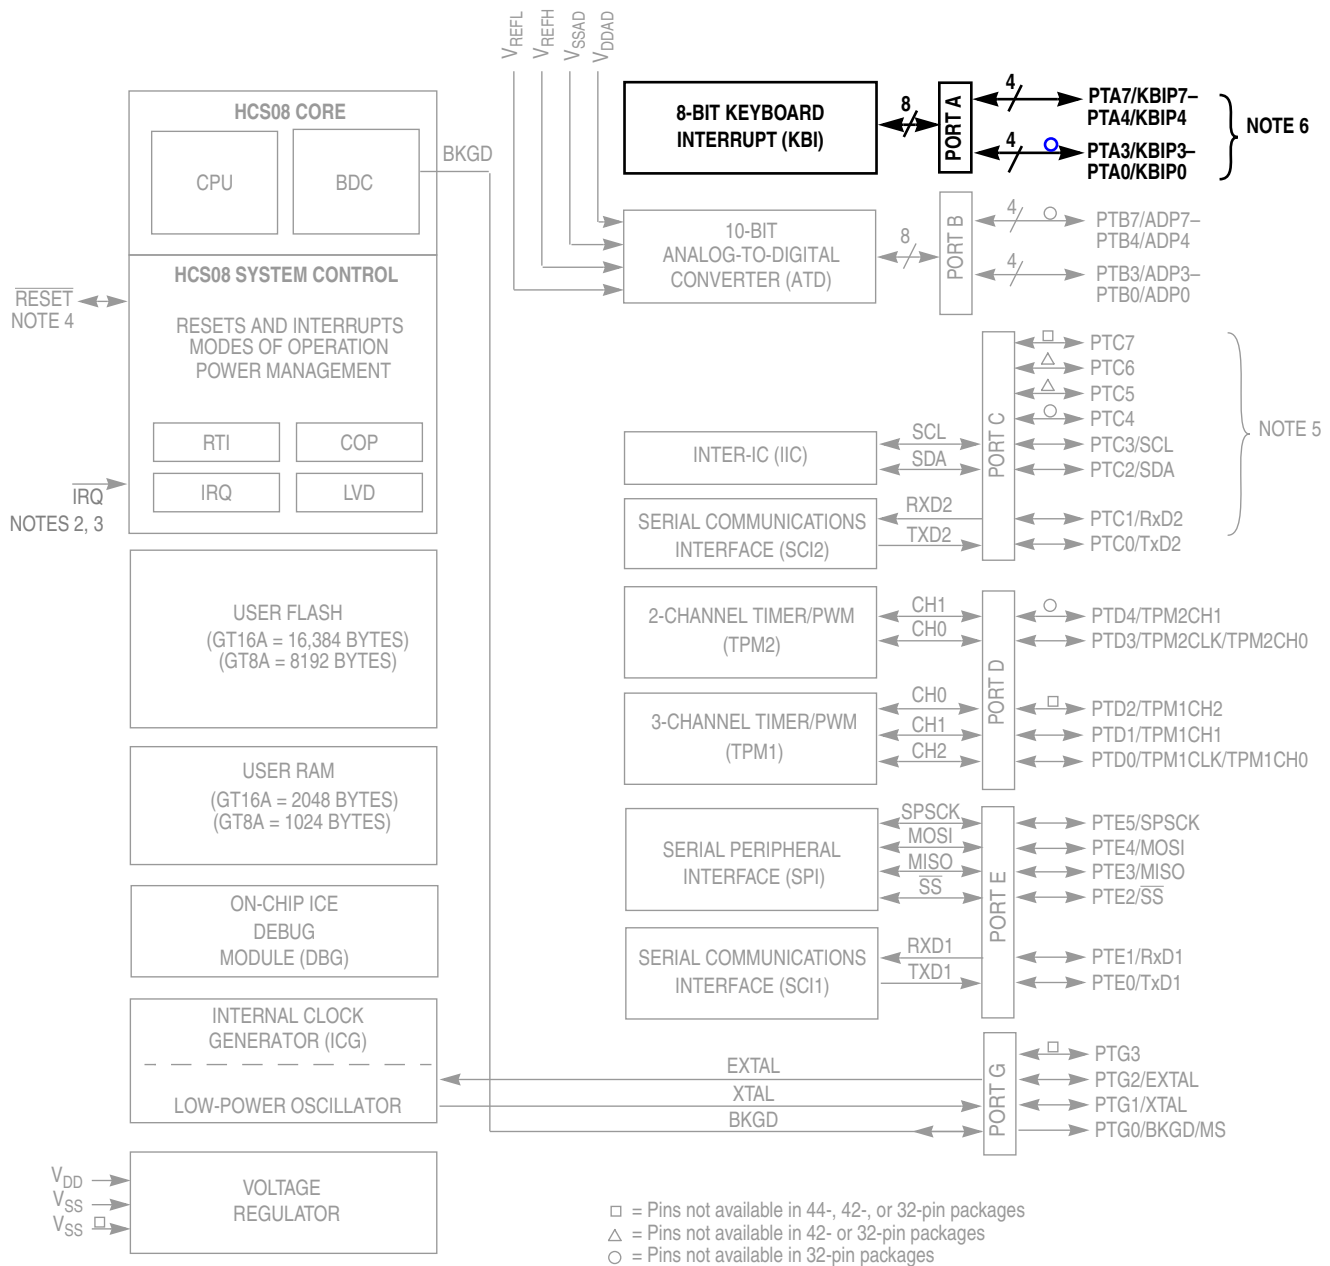 V_REFL
V_REFH
V_SSAD
V_DDAD
HCS08 CORE
CPU
BDC
BKGD
HCS08 SYSTEM CONTROL
RESET
NOTE 4
RESETS AND INTERRUPTS
MODES OF OPERATION
POWER MANAGEMENT
RTI
COP
IRQ
LVD
IRQ
NOTES 2, 3
USER FLASH
(GT16A = 16,384 BYTES)
(GT8A = 8192 BYTES)
USER RAM
(GT16A = 2048 BYTES)
(GT8A = 1024 BYTES)
ON-CHIP ICE
DEBUG
MODULE (DBG)
INTERNAL CLOCK
GENERATOR (ICG)
LOW-POWER OSCILLATOR
VOLTAGE
REGULATOR
V_DD
V_SS
V_SS
8-BIT KEYBOARD
INTERRUPT (KBI)
8
PORT A
4
PTA7/KBIP7–
PTA4/KBIP4
4
PTA3/KBIP3–
PTA0/KBIP0
NOTE 6
10-BIT
ANALOG-TO-DIGITAL
CONVERTER (ATD)
8
PORT B
4
PTB7/ADP7–
PTB4/ADP4
4
PTB3/ADP3–
PTB0/ADP0
INTER-IC (IIC)
SCL
SDA
SERIAL COMMUNICATIONS
INTERFACE (SCI2)
RXD2
TXD2
PORT C
PTC7
PTC6
PTC5
PTC4
PTC3/SCL
PTC2/SDA
PTC1/RxD2
PTC0/TxD2
NOTE 5
2-CHANNEL TIMER/PWM
(TPM2)
CH1
CH0
3-CHANNEL TIMER/PWM
(TPM1)
CH0
CH1
CH2
PORT D
PTD4/TPM2CH1
PTD3/TPM2CLK/TPM2CH0
PTD2/TPM1CH2
PTD1/TPM1CH1
PTD0/TPM1CLK/TPM1CH0
SERIAL PERIPHERAL
INTERFACE (SPI)
SPSCK
MOSI
MISO
SS
SERIAL COMMUNICATIONS
INTERFACE (SCI1)
RXD1
TXD1
PORT E
PTE5/SPSCK
PTE4/MOSI
PTE3/MISO
PTE2/SS
PTE1/RxD1
PTE0/TxD1
EXTAL
XTAL
BKGD
PORT G
PTG3
PTG2/EXTAL
PTG1/XTAL
PTG0/BKGD/MS
□ = Pins not available in 44-, 42-, or 32-pin packages
△ = Pins not available in 42- or 32-pin packages
○ = Pins not available in 32-pin packages